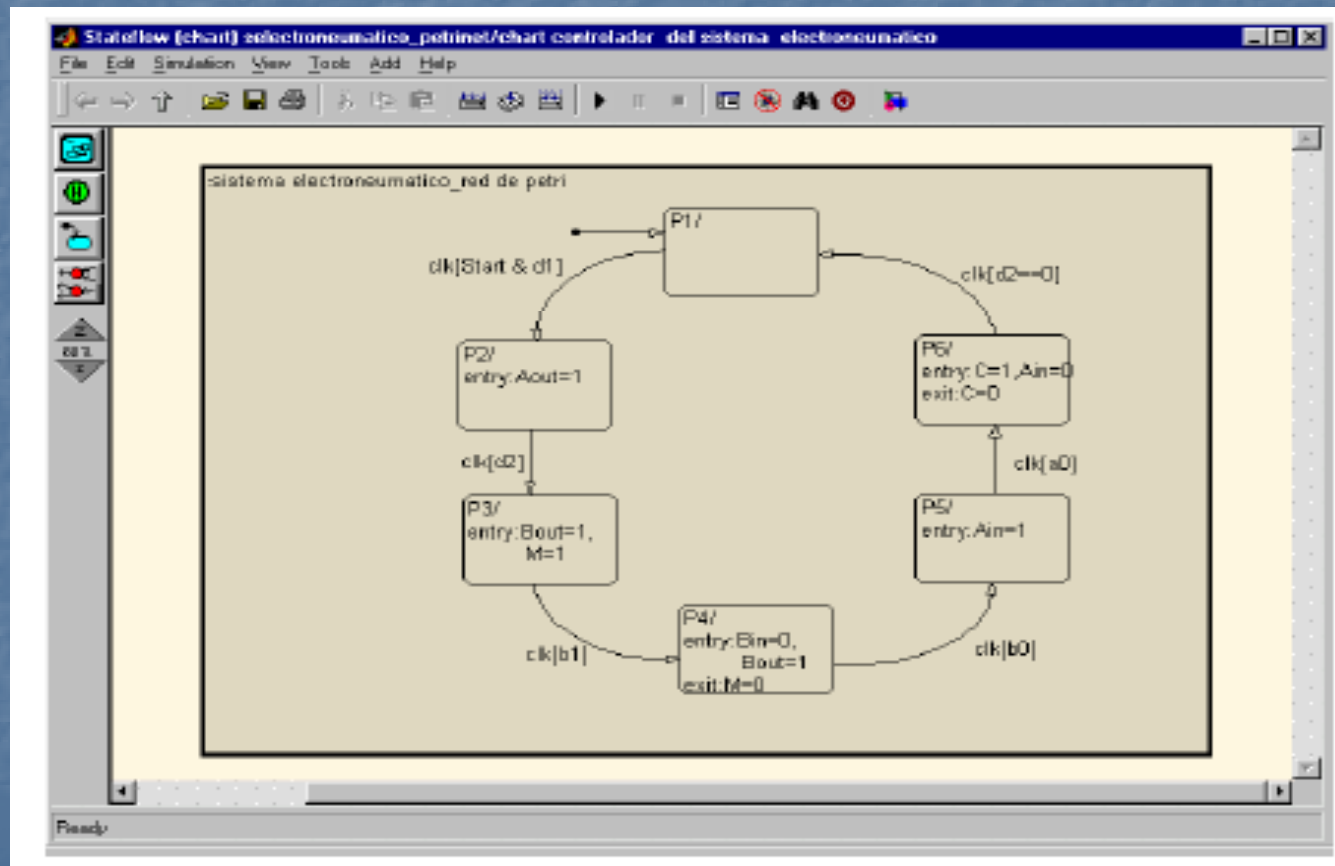 Stateflow (chart) selectroneumatico_petrinet/chart controlador del sistema electroneumatico
File Edit Simulation View Tools Add Help
sistema electroneumatico_red de petri
P1/
clk[Start & d1]
clk[d2==0]
P2/
entry:Aout=1
P6/
entry:C=1,Ain=0
exit:C=0
clk[d2]
clk[a0]
P3/
entry:Bout=1,
M=1
P5/
entry:Ain=1
clk[b1]
P4/
entry:Bin=0,
Bout=1
exit:M=0
clk[b0]
Ready